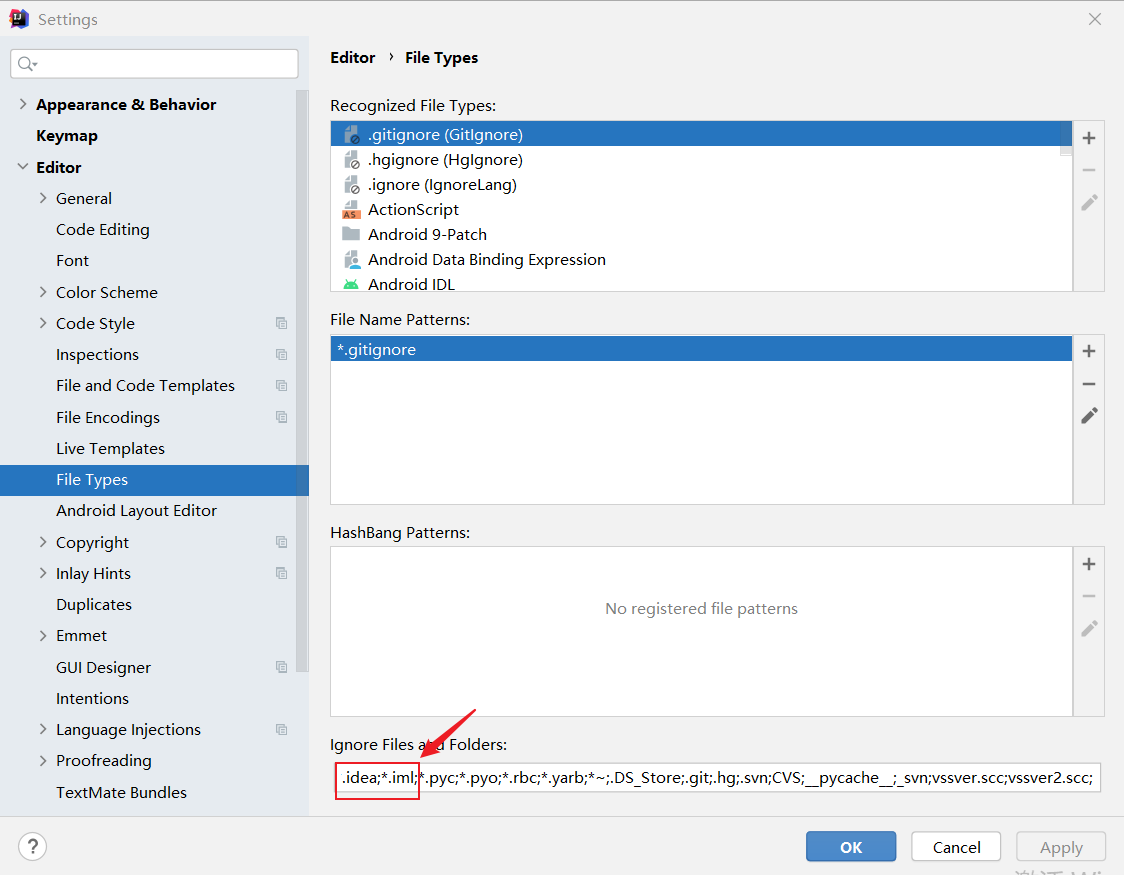 Settings
Editor › File Types
Appearance & Behavior
Keymap
Editor
General
Code Editing
Font
Color Scheme
Code Style
Inspections
File and Code Templates
File Encodings
Live Templates
File Types
Android Layout Editor
Copyright
Inlay Hints
Duplicates
Emmet
GUI Designer
Intentions
Language Injections
Proofreading
TextMate Bundles
Recognized File Types:
.gitignore (GitIgnore)
.hgignore (HgIgnore)
.ignore (IgnoreLang)
AS ActionScript
Android 9-Patch
Android Data Binding Expression
Android IDL
File Name Patterns:
*.gitignore
HashBang Patterns:
No registered file patterns
Ignore Files and Folders:
.idea;*.iml;*.pyc;*.pyo;*.rbc;*.yarb;*~;.DS_Store;.git;.hg;.svn;CVS;__pycache__;_svn;vssver.scc;vssver2.scc;
?
OK
Cancel
Apply